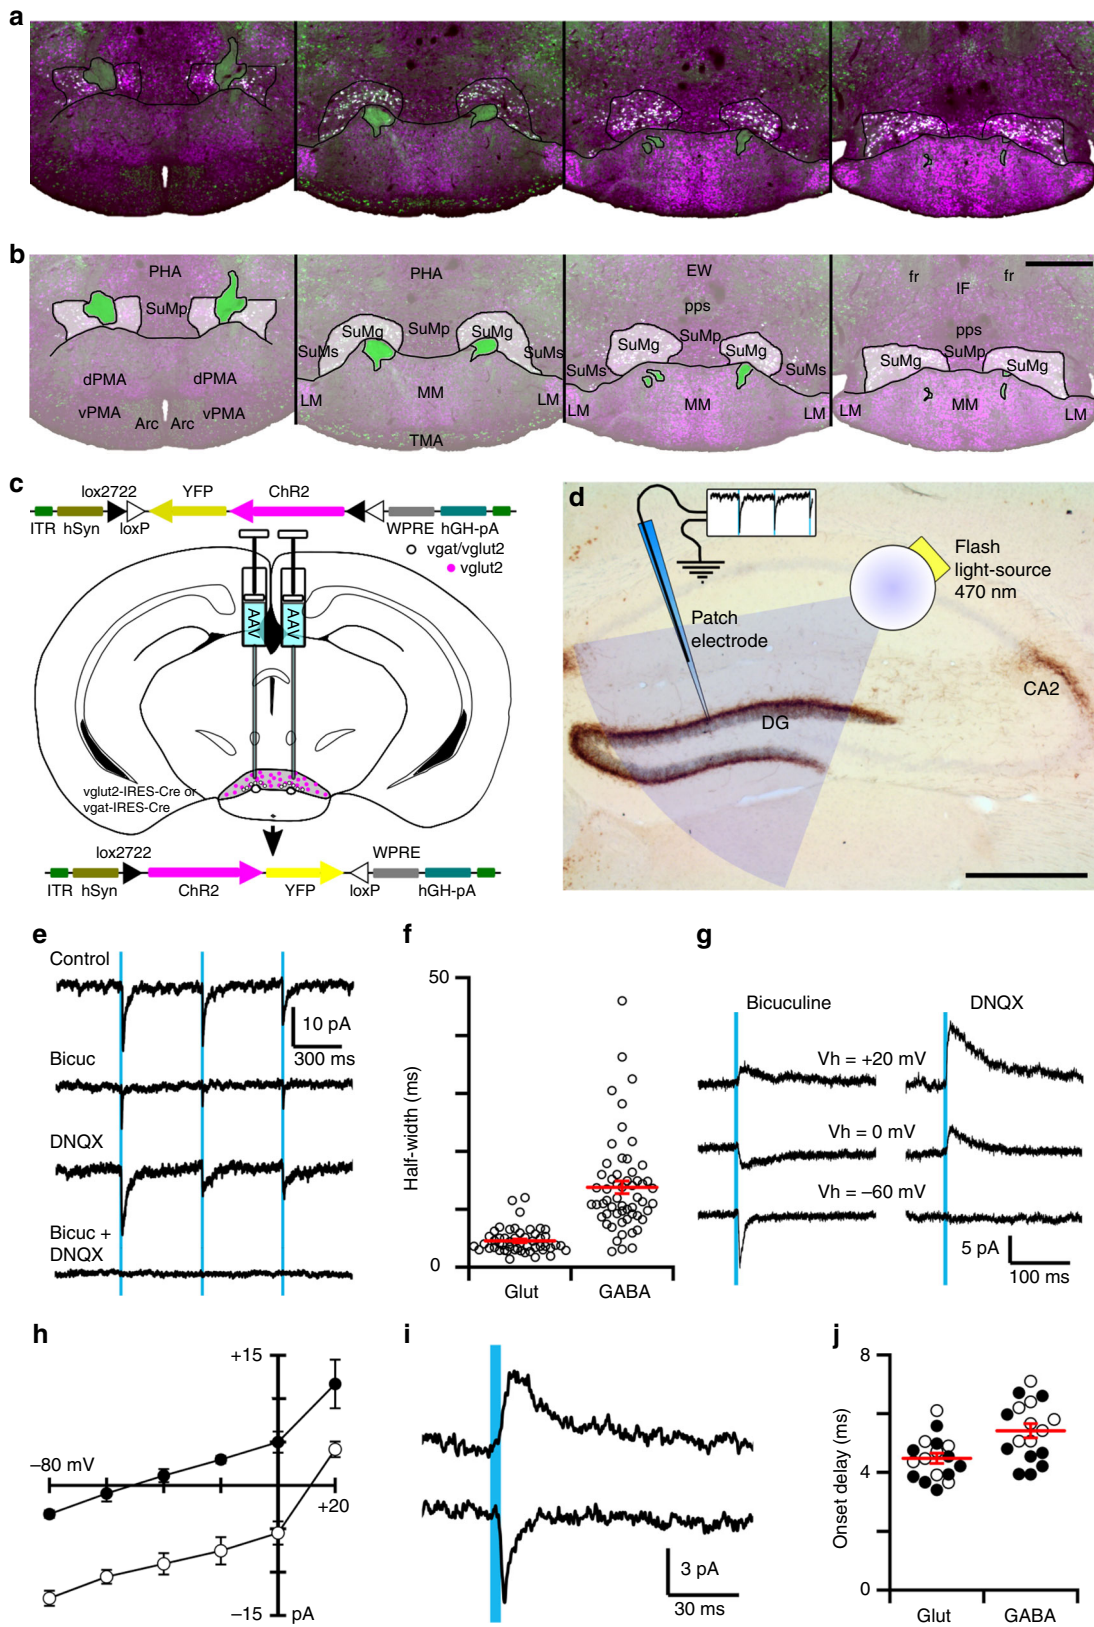 a
b
PHA
SuMp
dPMA
dPMA
vPMA
vPMA
Arc
Arc
PHA
SuMg
SuMp
SuMg
SuMs
SuMs
LM
MM
LM
TMA
EW
pps
SuMp
SuMg
SuMg
SuMs
SuMs
LM
MM
LM
fr
IF
fr
pps
SuMp
SuMg
SuMg
LM
MM
LM
c
lox2722
YFP
ChR2
ITR
hSyn
loxP
WPRE
hGH-pA
vgat/vglut2
vglut2
AAV
AAV
vglut2-IRES-Cre or
vgat-IRES-Cre
lox2722
WPRE
ITR
hSyn
ChR2
YFP
loxP
hGH-pA
d
Flash
light-source
470 nm
Patch
electrode
CA2
DG
e
Control
10 pA
300 ms
Bicuc
DNQX
Bicuc +
DNQX
f
50
Half-width (ms)
0
Glut
GABA
g
Bicuculine
DNQX
Vh = +20 mV
Vh = 0 mV
Vh = −60 mV
5 pA
100 ms
h
+15
−80 mV
+20
−15
pA
i
3 pA
30 ms
j
8
Onset delay (ms)
4
0
Glut
GABA